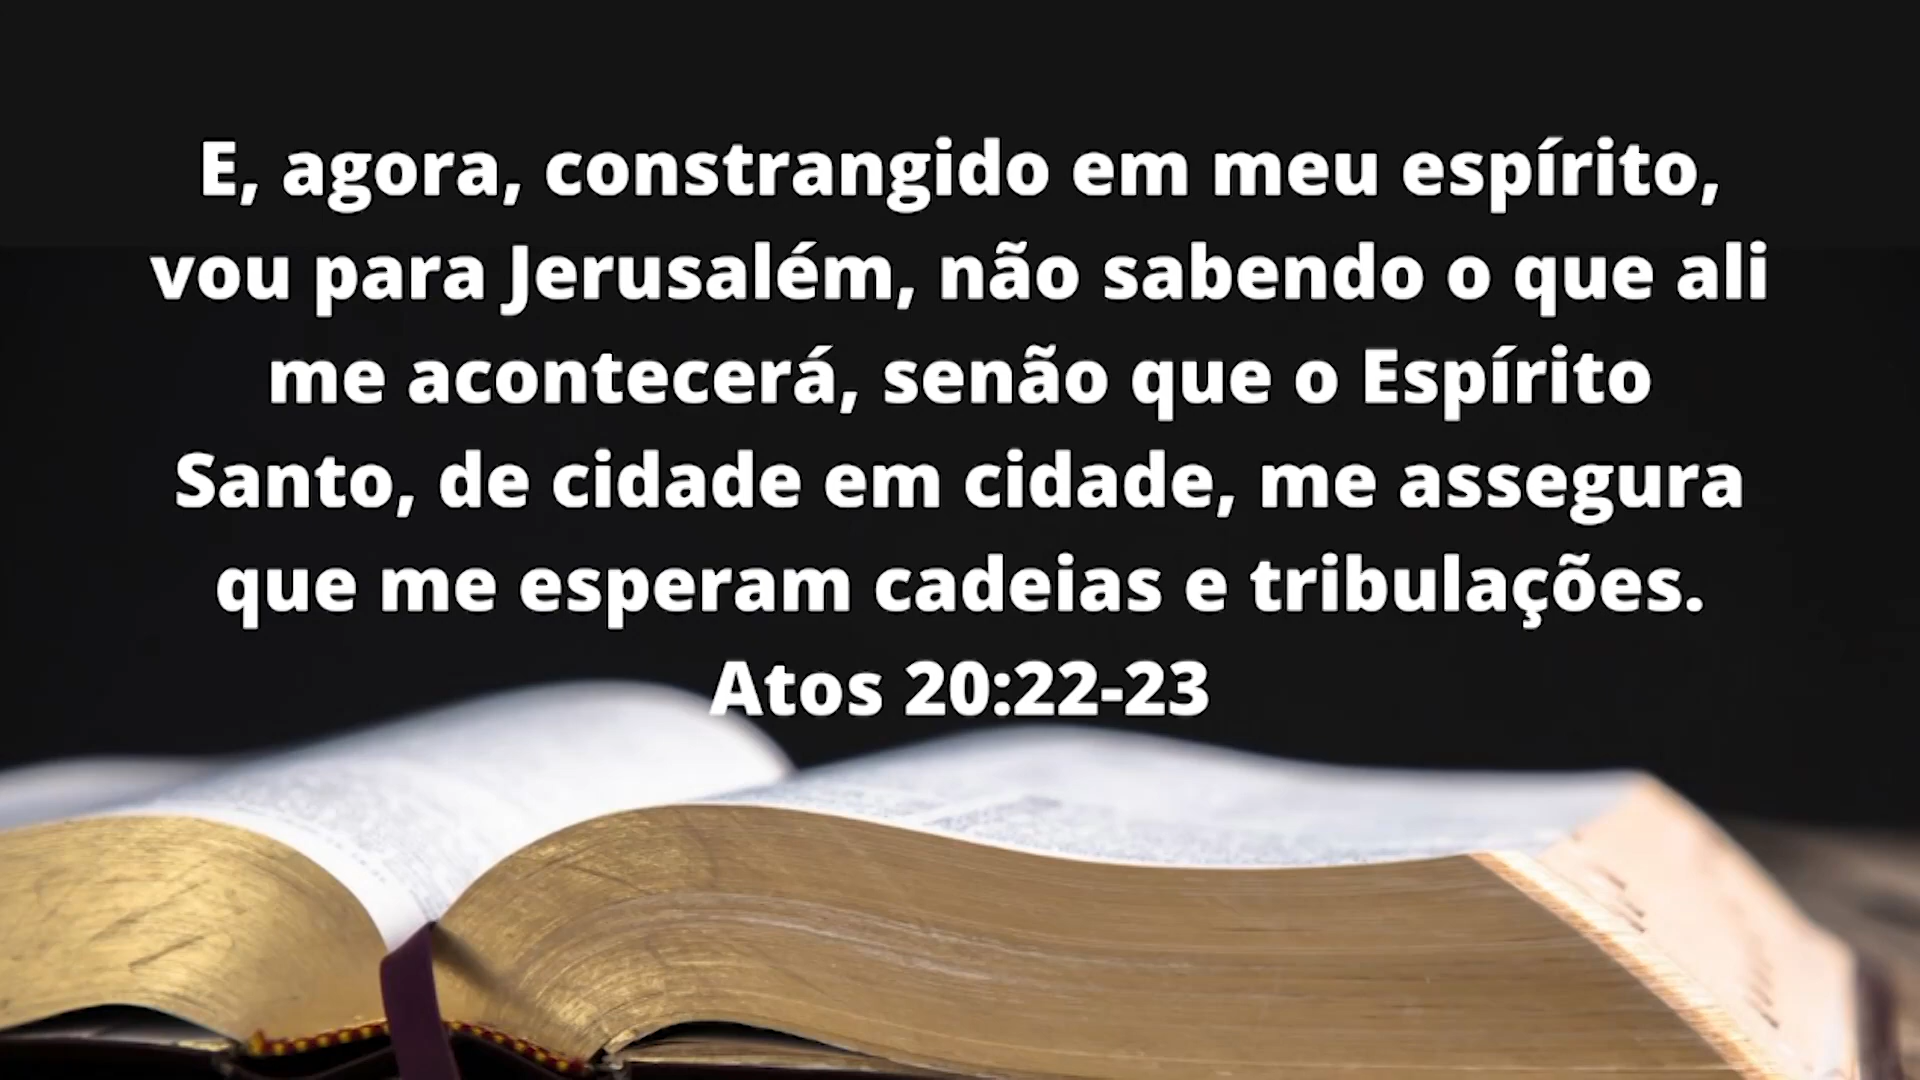 E, agora, constrangido em meu espírito,
vou para Jerusalém, não sabendo o que ali
me acontecerá, senão que o Espírito
Santo, de cidade em cidade, me assegura
que me esperam cadeias e tribulações.
Atos 20:22-23